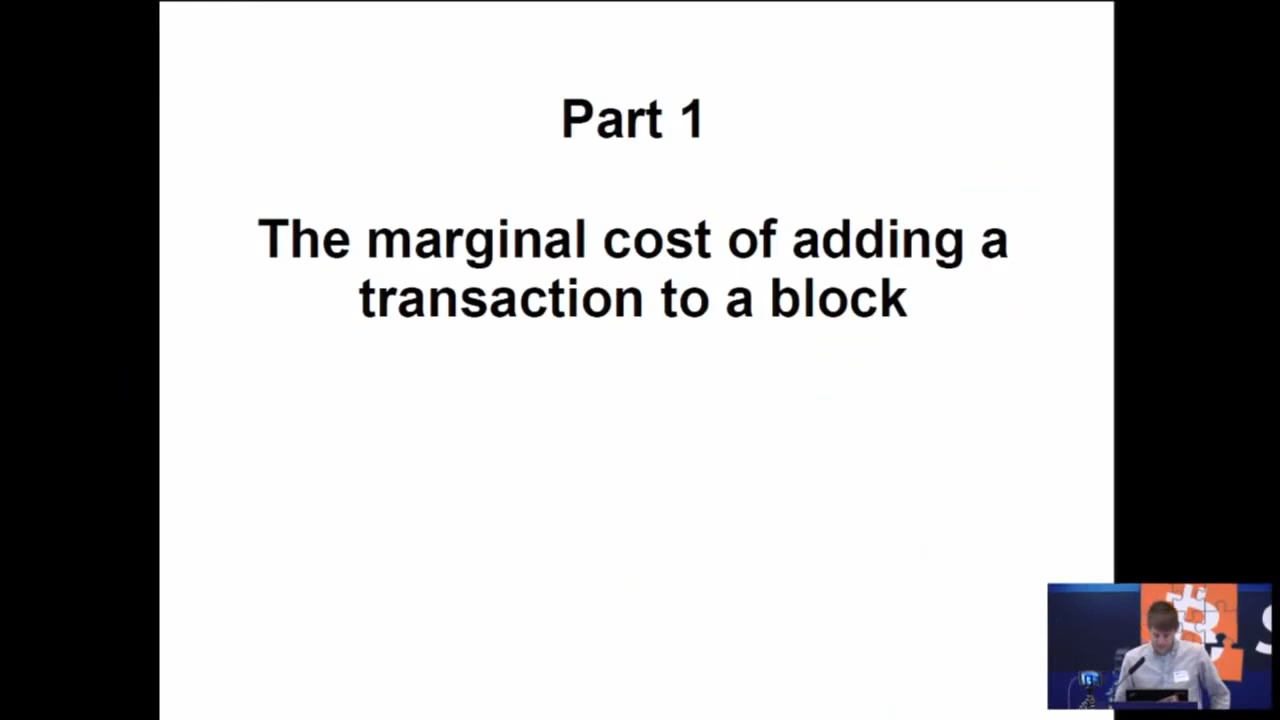 Part 1
The marginal cost of adding a
transaction to a block